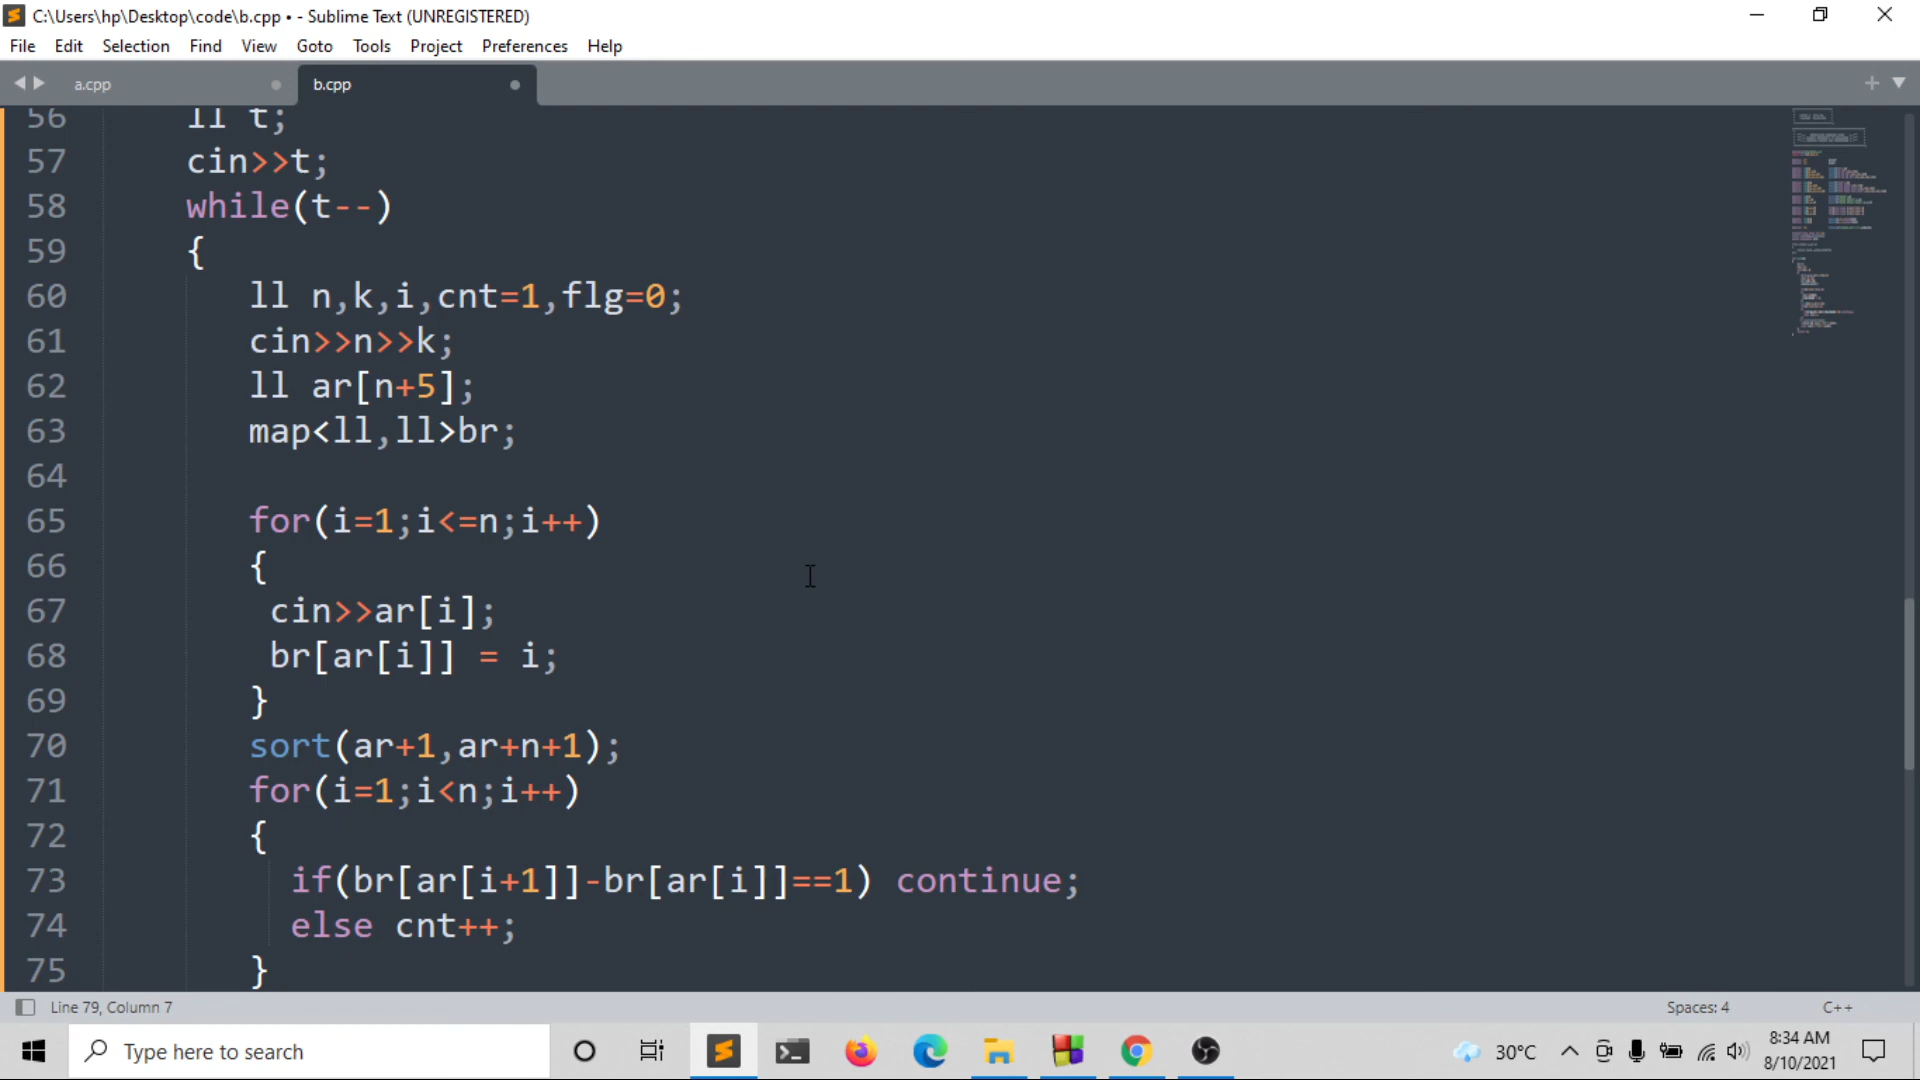 C:\Users\hp\Desktop\code\b.cpp • - Sublime Text (UNREGISTERED)
File Edit Selection Find View Goto Tools Project Preferences Help
a.cpp b.cpp
56 ll t;
57 cin>>t;
58 while(t--)
59 {
60 ll n,k,i,cnt=1,flg=0;
61 cin>>n>>k;
62 ll ar[n+5];
63 map<ll,ll>br;
64
65 for(i=1;i<=n;i++)
66 {
67 cin>>ar[i];
68 br[ar[i]] = i;
69 }
70 sort(ar+1,ar+n+1);
71 for(i=1;i<n;i++)
72 {
73 if(br[ar[i+1]]-br[ar[i]]==1) continue;
74 else cnt++;
75 }
Line 79, Column 7 Spaces: 4 C++
Type here to search 30°C 8:34 AM
8/10/2021